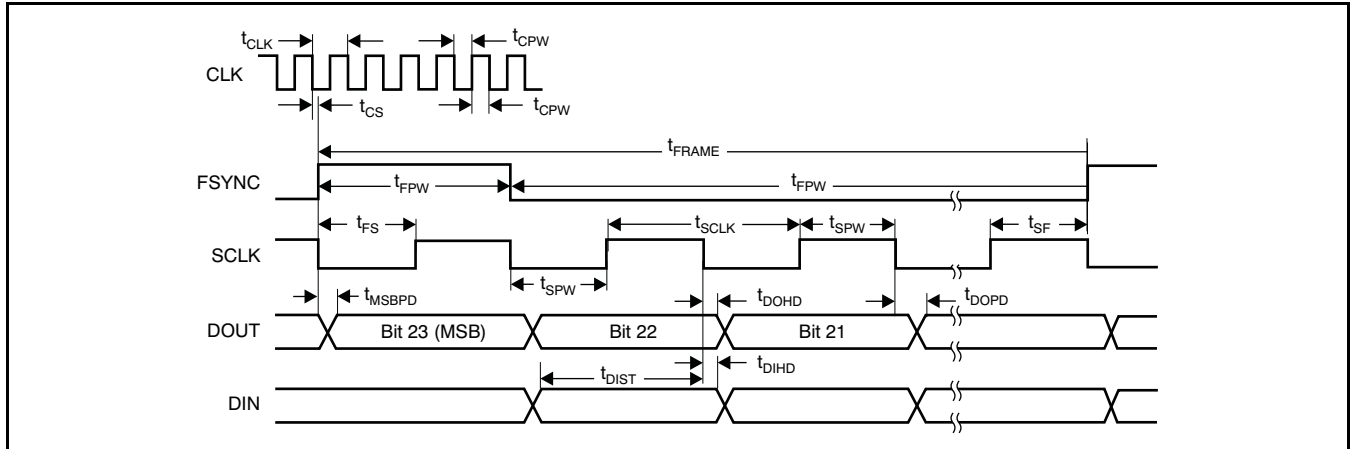 tCLK tCPW
CLK
tCS tCPW
tFRAME
FSYNC tFPW tFPW
tFS tSCLK tSPW tSF
SCLK
tSPW
tMSBPD tDOHD tDOPD
DOUT Bit 23 (MSB) Bit 22 Bit 21
tDIST tDIHD
DIN